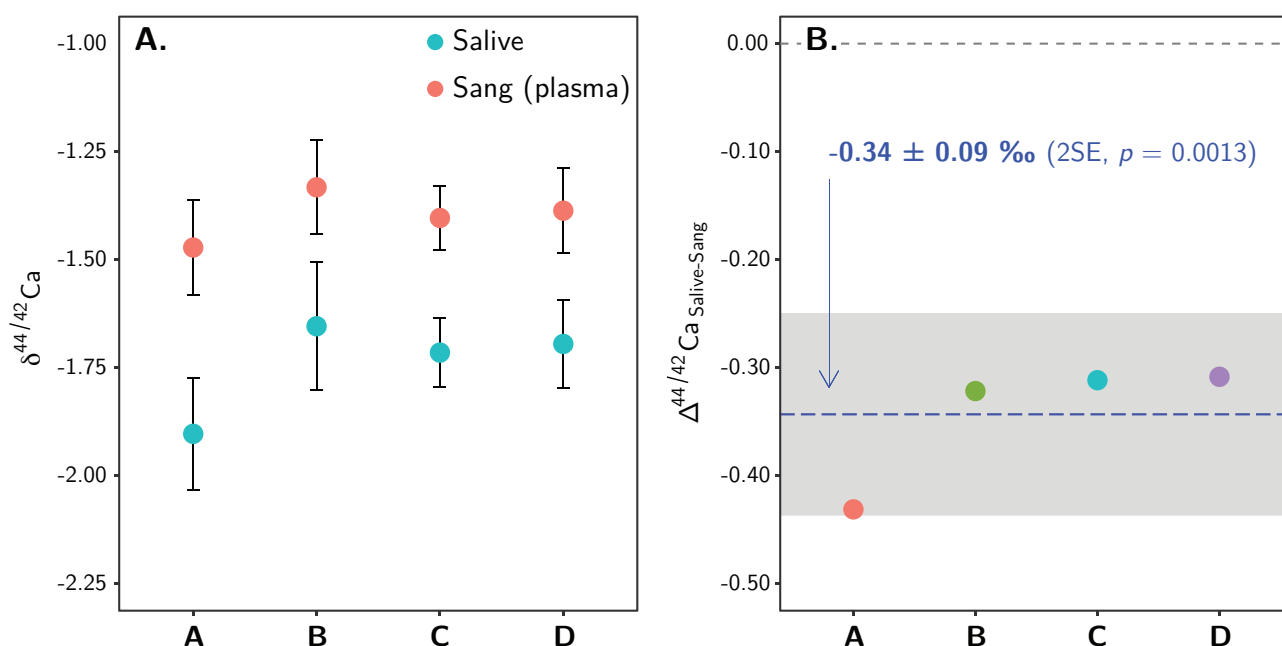 A.
Salive
Sang (plasma)
-1.00
-1.25
-1.50
-1.75
-2.00
-2.25
δ44/42Ca
A B C D
B.
-0.34 ± 0.09 ‰ (2SE, p = 0.0013)
0.00
-0.10
-0.20
-0.30
-0.40
-0.50
Δ44/42Ca Salive-Sang
A B C D